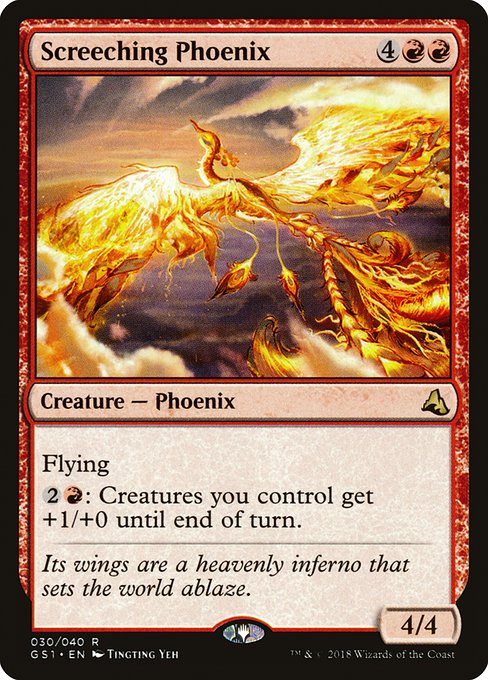 Screeching Phoenix 4
Creature — Phoenix
Flying
2: Creatures you control get
+1/+0 until end of turn.
Its wings are a heavenly inferno that
sets the world ablaze.
4/4
030/040 R
GS1 • EN Tingting Yeh
™ & © 2018 Wizards of the Coast